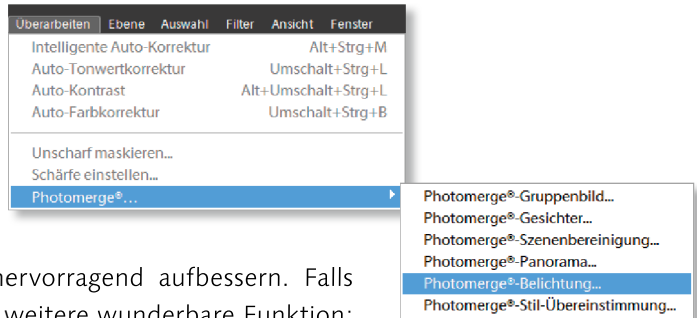 Überarbeiten Ebene Auswahl Filter Ansicht Fenster
Intelligente Auto-Korrektur Alt+Strg+M
Auto-Tonwertkorrektur Umschalt+Strg+L
Auto-Kontrast Alt+Umschalt+Strg+L
Auto-Farbkorrektur Umschalt+Strg+B
Unscharf maskieren...
Schärfe einstellen...
Photomerge®...
Photomerge®-Gruppenbild...
Photomerge®-Gesichter...
Photomerge®-Szenenbereinigung...
Photomerge®-Panorama...
Photomerge®-Belichtung...
Photomerge®-Stil-Übereinstimmung...
ervorragend aufbessern. Falls
weitere wunderbare Funktion: